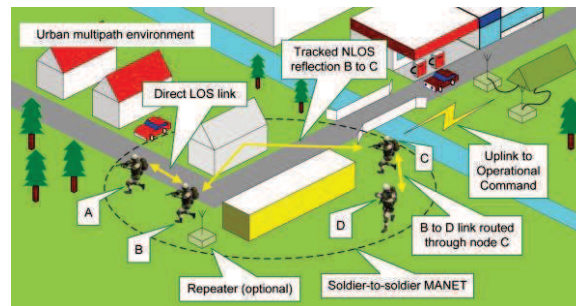 Urban multipath environment
Tracked NLOS
reflection B to C
Direct LOS link
C
Uplink to
Operational
Command
A
D
B
B to D link routed
through node C
Repeater (optional)
Soldier-to-soldier MANET